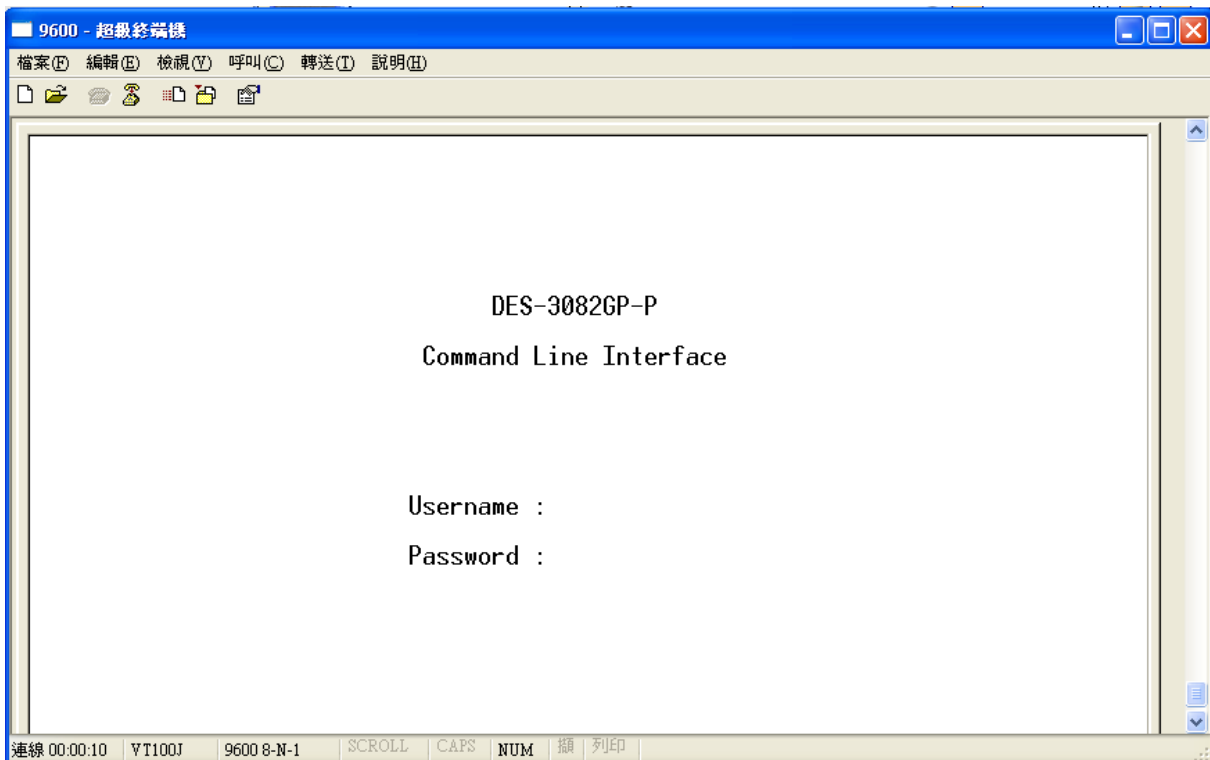 9600 - 超級終端機
檔案(F) 編輯(E) 檢視(V) 呼叫(C) 轉送(T) 說明(H)
DES-3082GP-P
Command Line Interface
Username :
Password :
連線 00:00:10 VT100J 9600 8-N-1 SCROLL CAPS NUM 擷 列印